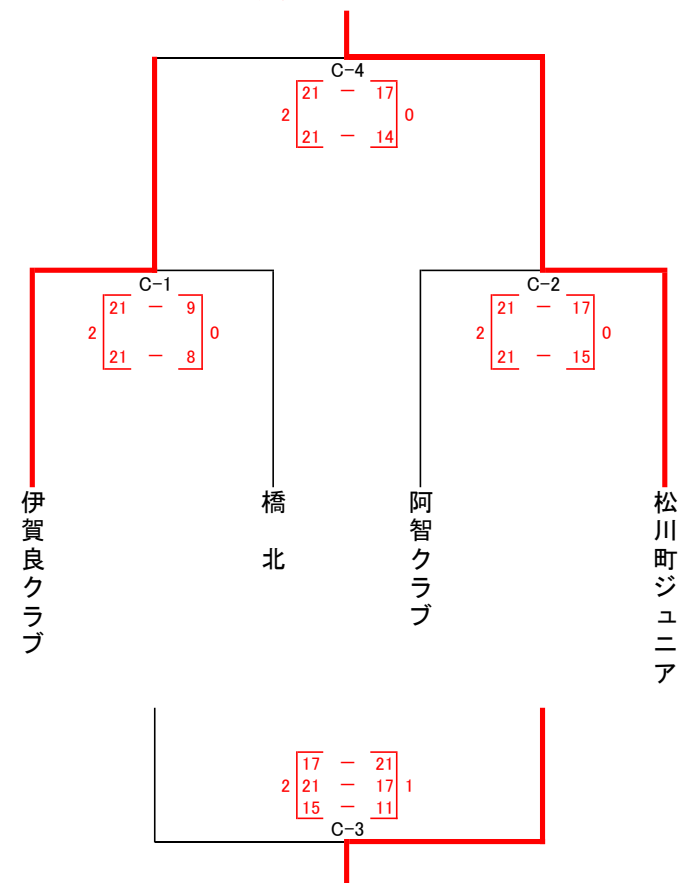 C-4
21 － 17
2 0
21 － 14
C-1
21 － 9
2 0
21 － 8
C-2
21 － 17
2 0
21 － 15
伊賀良クラブ
橋　北
阿智クラブ
松川町ジュニア
17 － 21
2 21 － 17 1
15 － 11
C-3